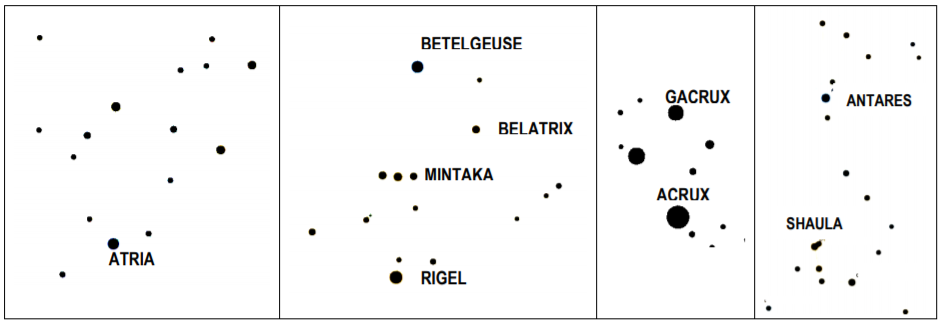 ATRIA
BETELGEUSE
BELATRIX
MINTAKA
RIGEL
GACRUX
ACRUX
ANTARES
SHAULA